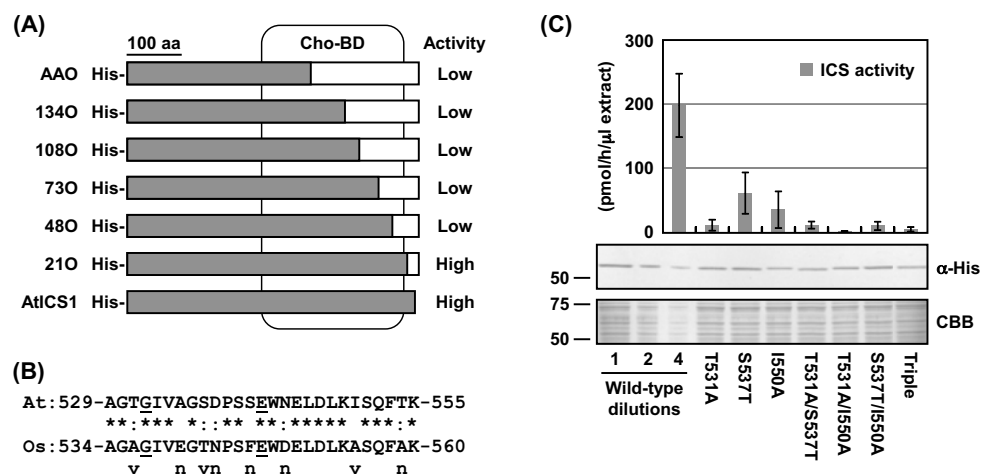 (A)
100 aa
Cho-BD
Activity
AAO His- Low
134O His- Low
108O His- Low
73O His- Low
48O His- Low
21O His- High
AtICS1 His- High
(B)
At:529-AGTGIVAGSDPSSEWNELDLKISQFTK-555
**:*** *::** **:***** ***:*
Os:534-AGAGIVEGTNPSFEWDELDLKASQFAK-560
v n vn n n v n
(C)
300
200
100
0
(pmol/h/μl extract)
ICS activity
50
α-His
75
50
CBB
1 2 4
Wild-type
dilutions
T531A
S537T
I550A
T531A/S537T
T531A/I550A
S537T/I550A
Triple